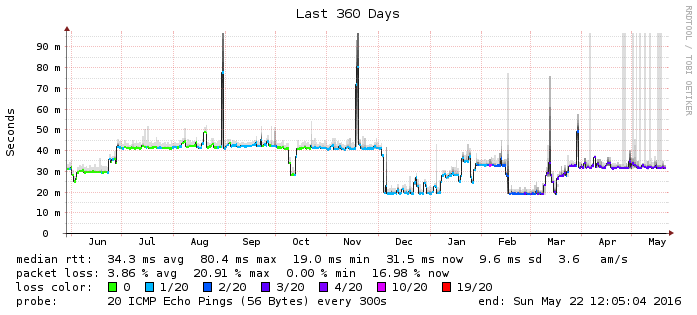 Last 360 Days
RRDTOOL / TOBI OETIKER
Seconds
90 m
80 m
70 m
60 m
50 m
40 m
30 m
20 m
10 m
0
Jun Jul Aug Sep Oct Nov Dec Jan Feb Mar Apr May
median rtt: 34.3 ms avg 80.4 ms max 19.0 ms min 31.5 ms now 9.6 ms sd 3.6 am/s
packet loss: 3.86 % avg 20.91 % max 0.00 % min 16.98 % now
loss color: 0 1/20 2/20 3/20 4/20 10/20 19/20
probe: 20 ICMP Echo Pings (56 Bytes) every 300s end: Sun May 22 12:05:04 2016